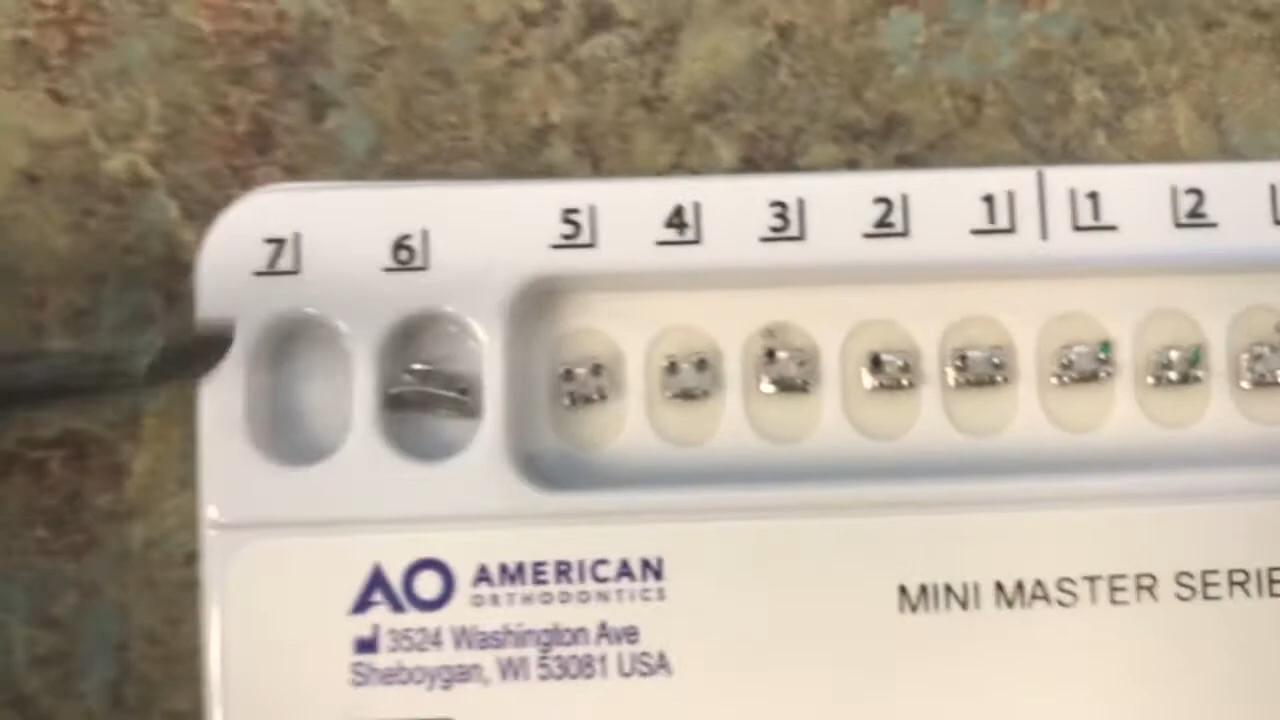 7 6 5 4 3 2 1 1 2
AO AMERICAN
ORTHODONTICS
3524 Washington Ave
Sheboygan, WI 53081 USA
MINI MASTER SERIE